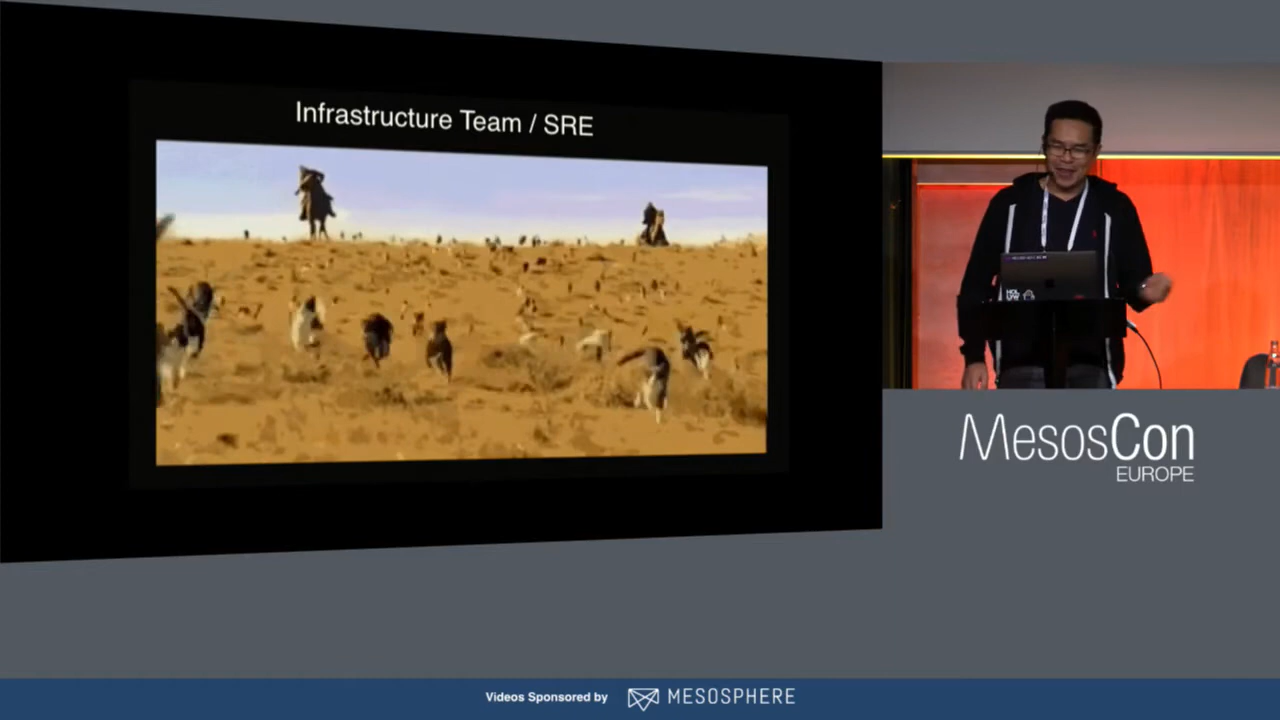 Infrastructure Team / SRE
MesosCon
EUROPE
Videos Sponsored by MESOSPHERE